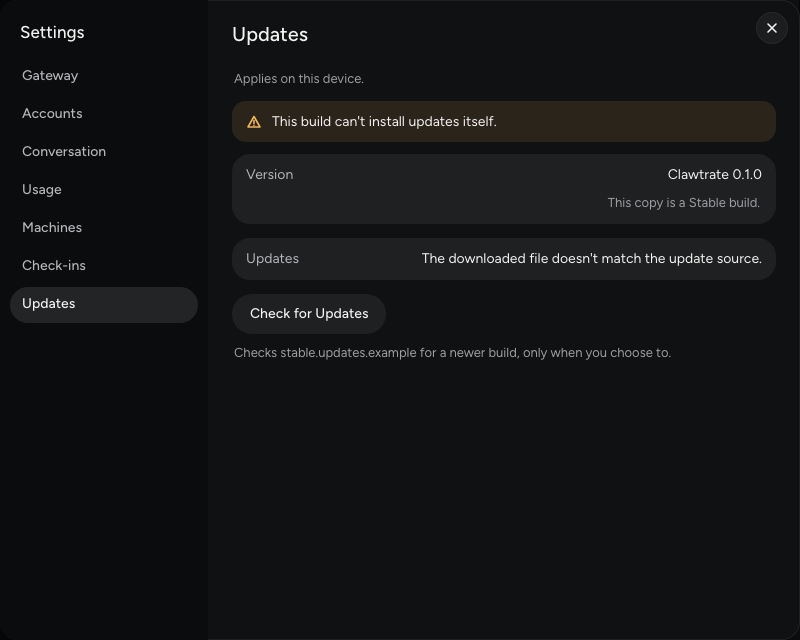 Settings
Gateway
Accounts
Conversation
Usage
Machines
Check-ins
Updates
Updates
Applies on this device.
This build can't install updates itself.
Version
Clawtrate 0.1.0
This copy is a Stable build.
Updates
The downloaded file doesn't match the update source.
Check for Updates
Checks stable.updates.example for a newer build, only when you choose to.